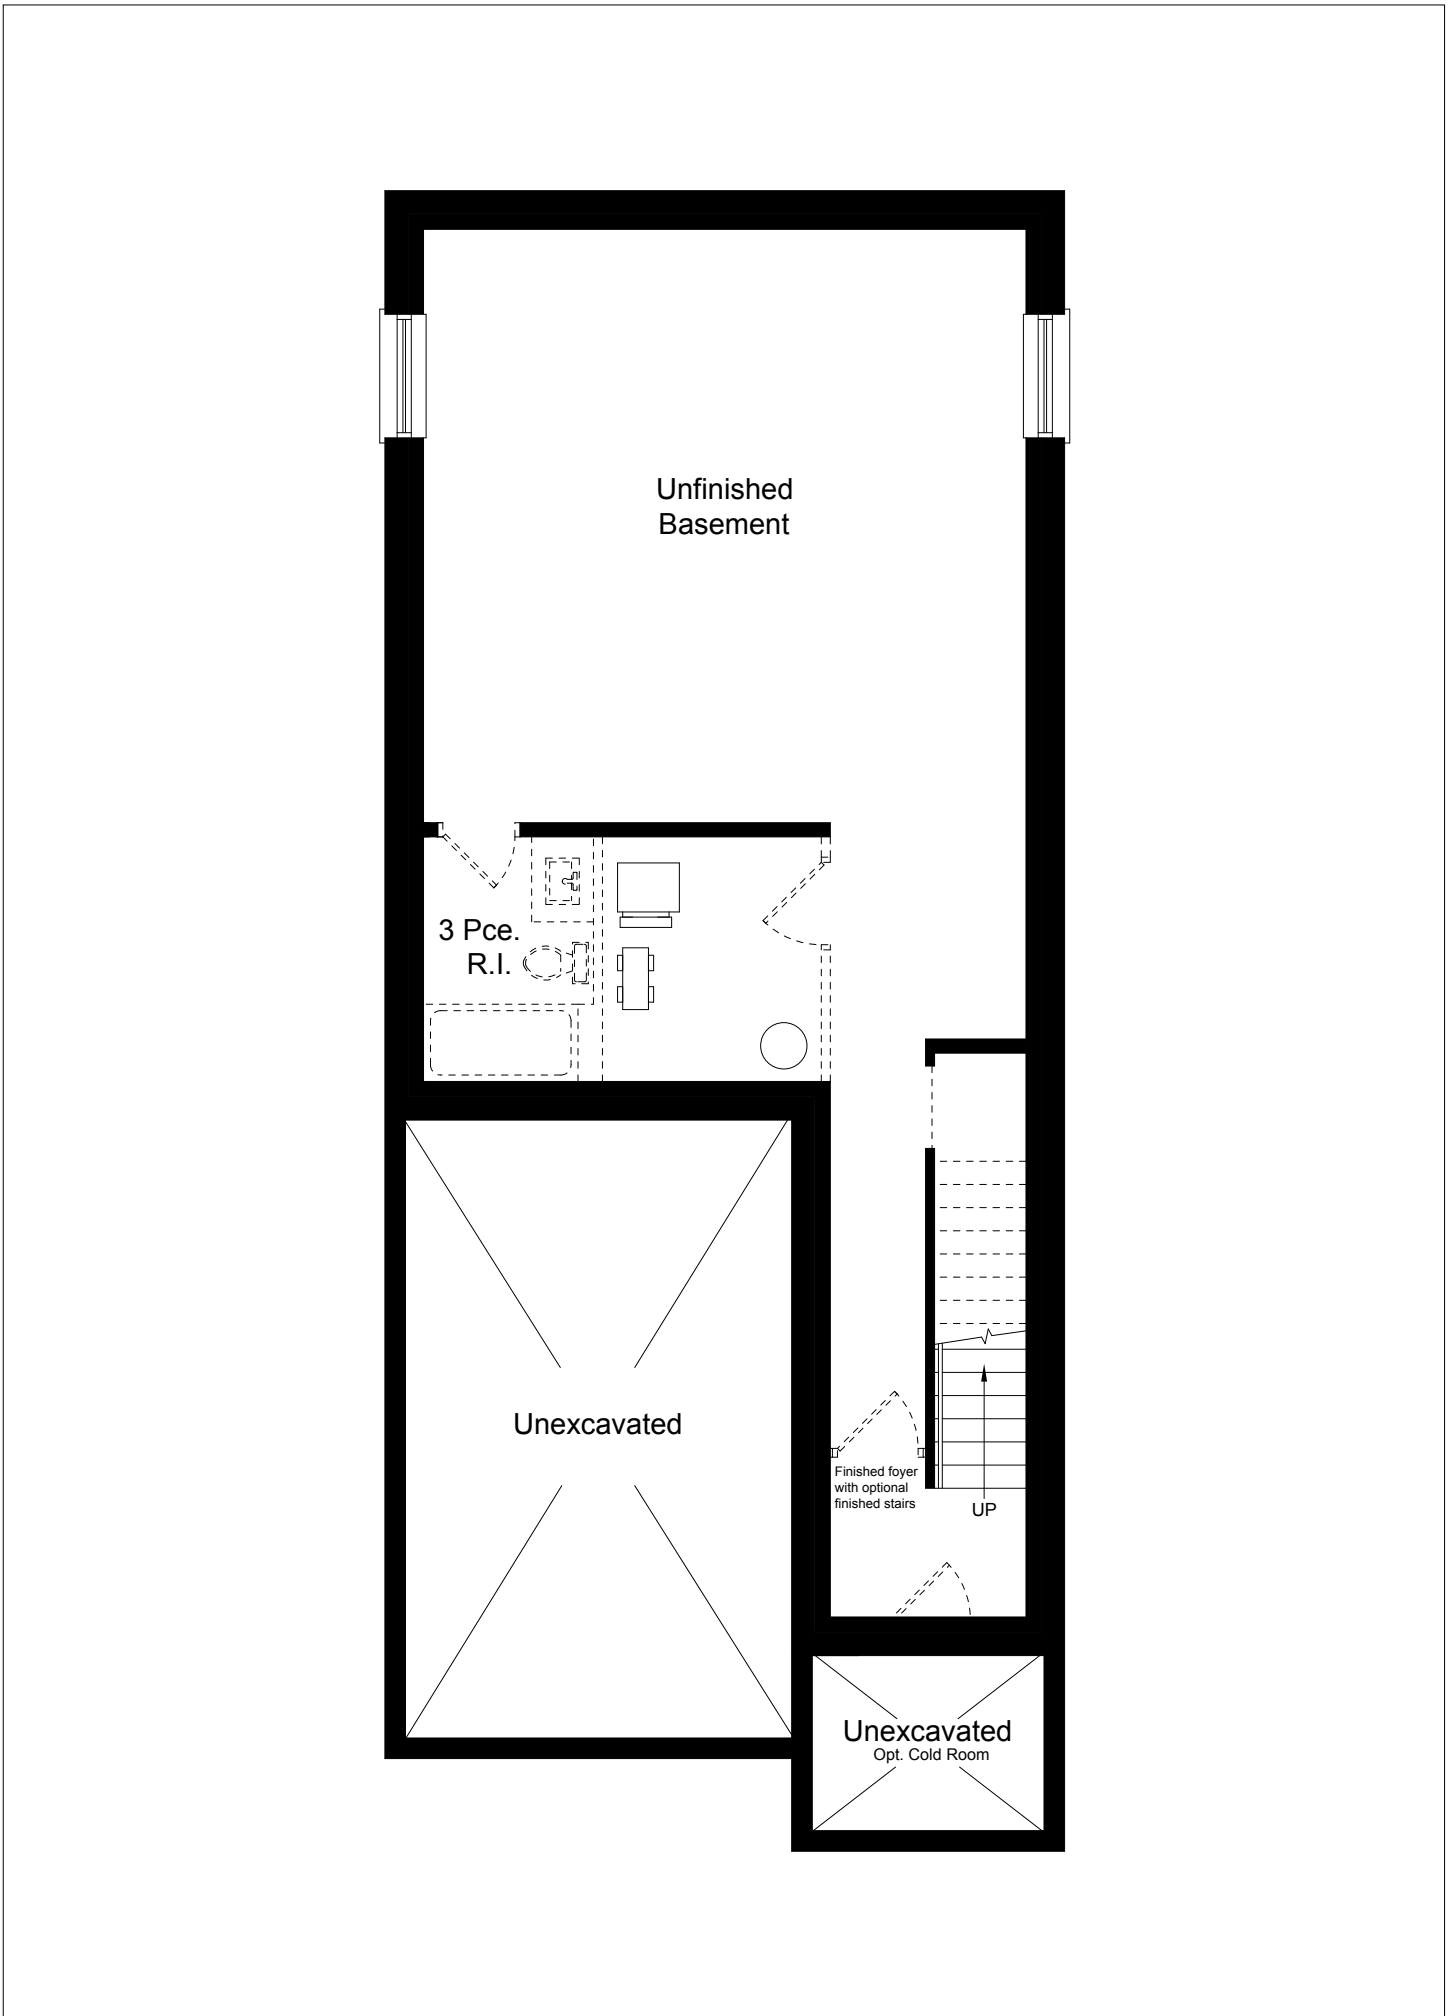 Unfinished
Basement
3 Pce.
R.I.
Unexcavated
Finished foyer
with optional
finished stairs
UP
Unexcavated
Opt. Cold Room